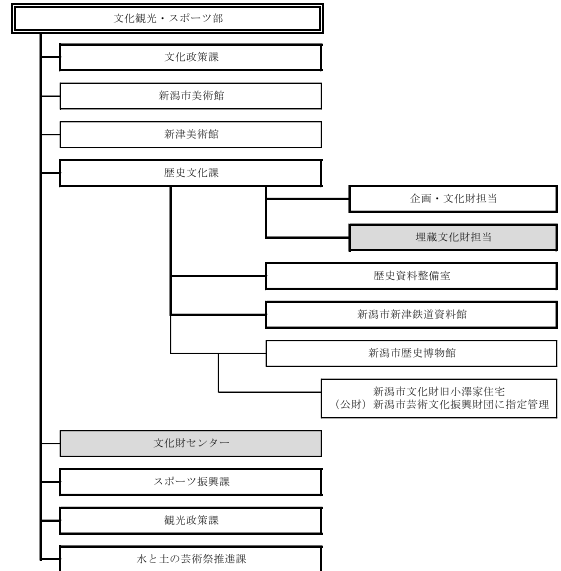 文化観光・スポーツ部
文化政策課
新潟市美術館
新津美術館
歴史文化課
企画・文化財担当
埋蔵文化財担当
歴史資料整備室
新潟市新津鉄道資料館
新潟市歴史博物館
新潟市文化財旧小澤家住宅
（公財）新潟市芸術文化振興財団に指定管理
文化財センター
スポーツ振興課
観光政策課
水と土の芸術祭推進課